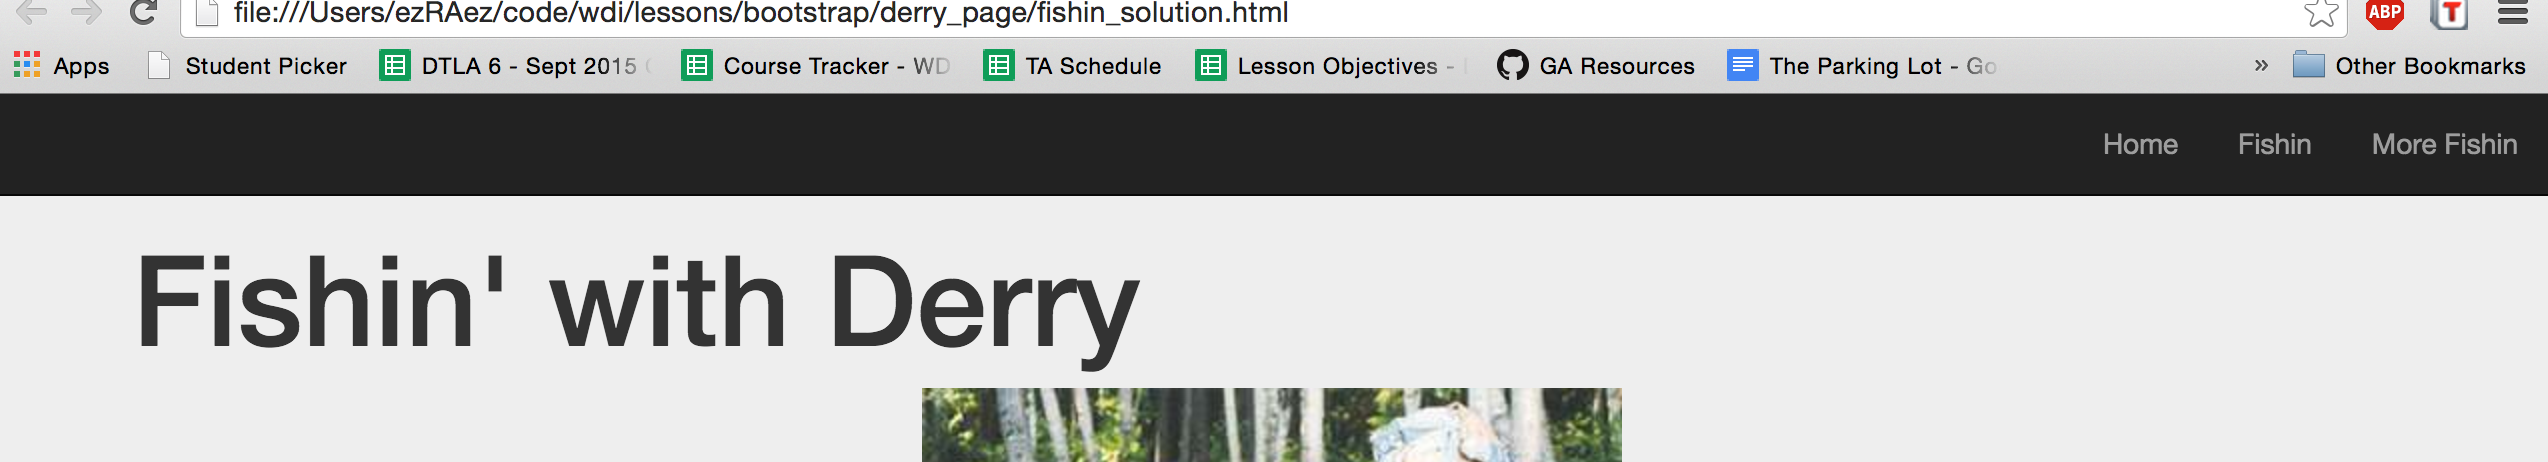 file:///Users/ezRAez/code/wdi/lessons/bootstrap/derry_page/fishin_solution.html ABP T
Apps Student Picker DTLA 6 - Sept 2015 Course Tracker - WD TA Schedule Lesson Objectives - GA Resources The Parking Lot - Go » Other Bookmarks
Home Fishin More Fishin
Fishin' with Derry